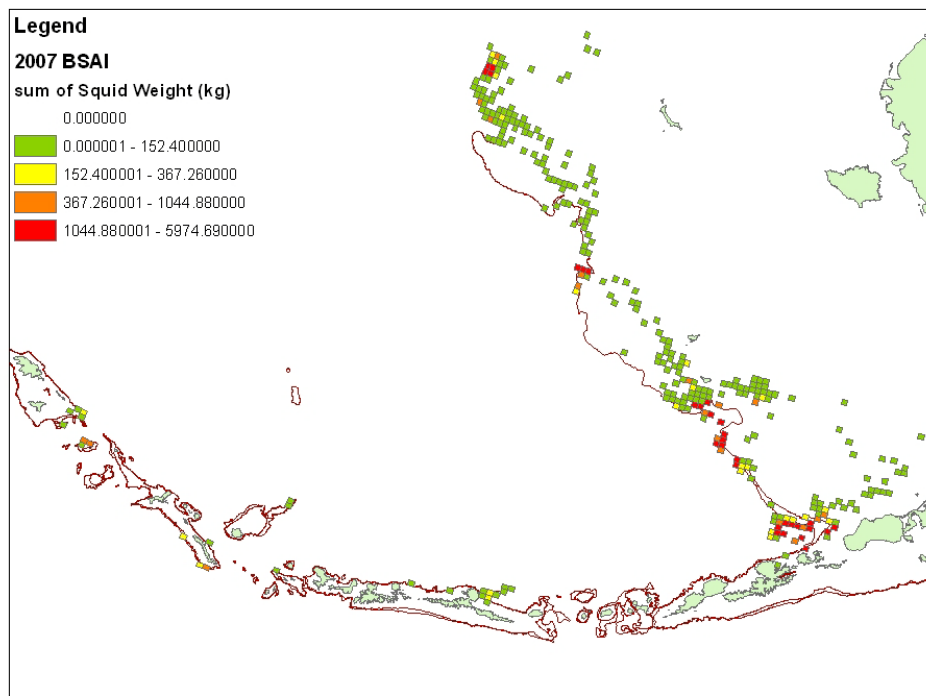 Legend
2007 BSAI
sum of Squid Weight (kg)
0.000000
0.000001 - 152.400000
152.400001 - 367.260000
367.260001 - 1044.880000
1044.880001 - 5974.690000